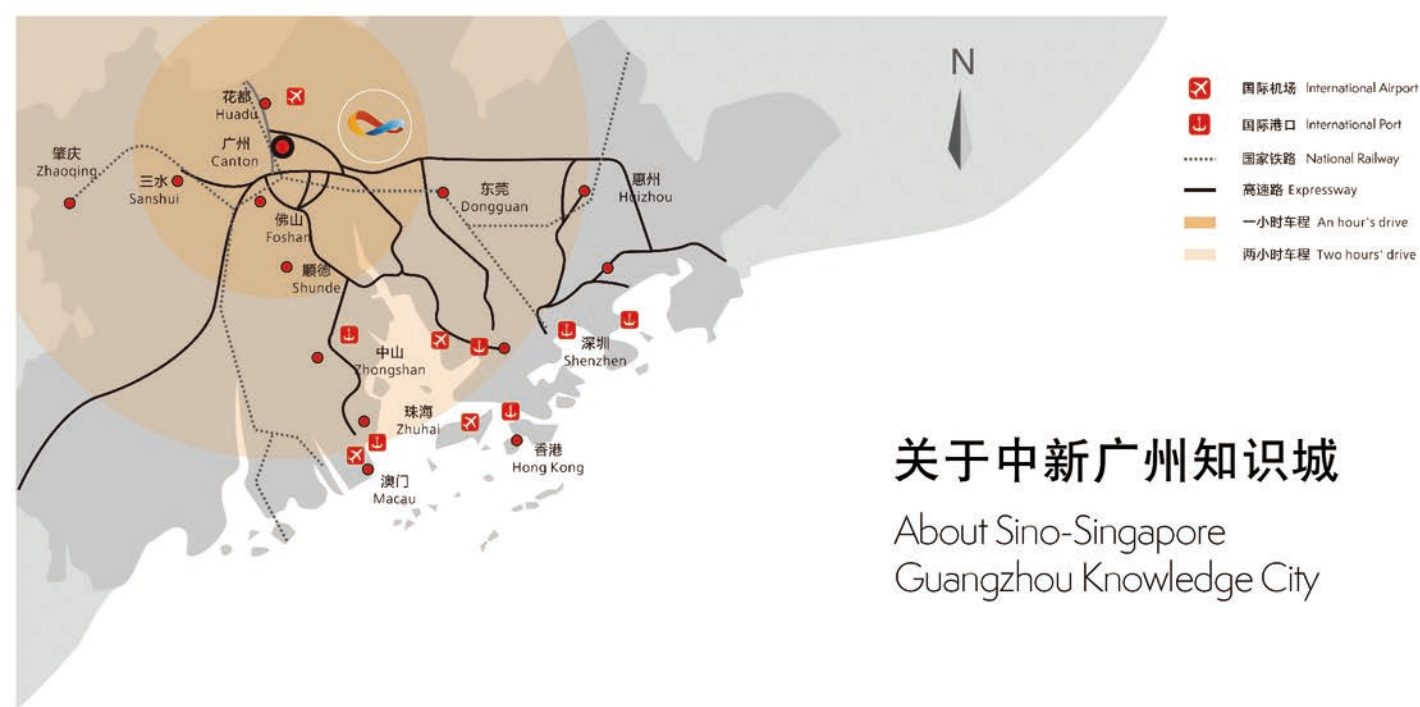 花都
Huadu
广州
Canton
肇庆
Zhaoqing
三水
Sanshui
佛山
Foshan
顺德
Shunde
东莞
Dongguan
惠州
Huizhou
中山
Zhongshan
深圳
Shenzhen
珠海
Zhuhai
香港
Hong Kong
澳门
Macau
N
国际机场 International Airport
国际港口 International Port
国家铁路 National Railway
高速路 Expressway
一小时车程 An hour's drive
两小时车程 Two hours' drive
关于中新广州知识城
About Sino-Singapore
Guangzhou Knowledge City